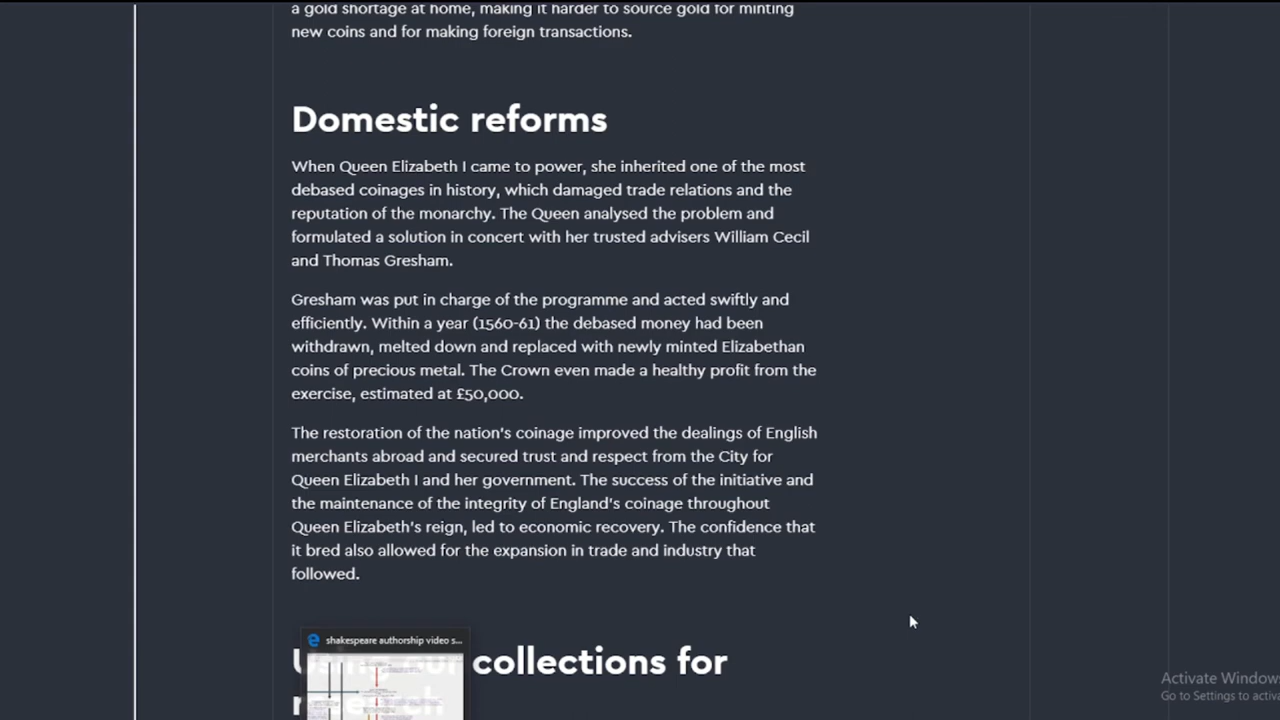 a gold shortage at home, making it harder to source gold for minting
new coins and for making foreign transactions.
Domestic reforms
When Queen Elizabeth I came to power, she inherited one of the most
debased coinages in history, which damaged trade relations and the
reputation of the monarchy. The Queen analysed the problem and
formulated a solution in concert with her trusted advisers William Cecil
and Thomas Gresham.
Gresham was put in charge of the programme and acted swiftly and
efficiently. Within a year (1560-61) the debased money had been
withdrawn, melted down and replaced with newly minted Elizabethan
coins of precious metal. The Crown even made a healthy profit from the
exercise, estimated at £50,000.
The restoration of the nation's coinage improved the dealings of English
merchants abroad and secured trust and respect from the City for
Queen Elizabeth I and her government. The success of the initiative and
the maintenance of the integrity of England's coinage throughout
Queen Elizabeth's reign, led to economic recovery. The confidence that
it bred also allowed for the expansion in trade and industry that
followed.
shakespeare authorship video s...
Using our collections for
research
Activate Windows
Go to Settings to activa